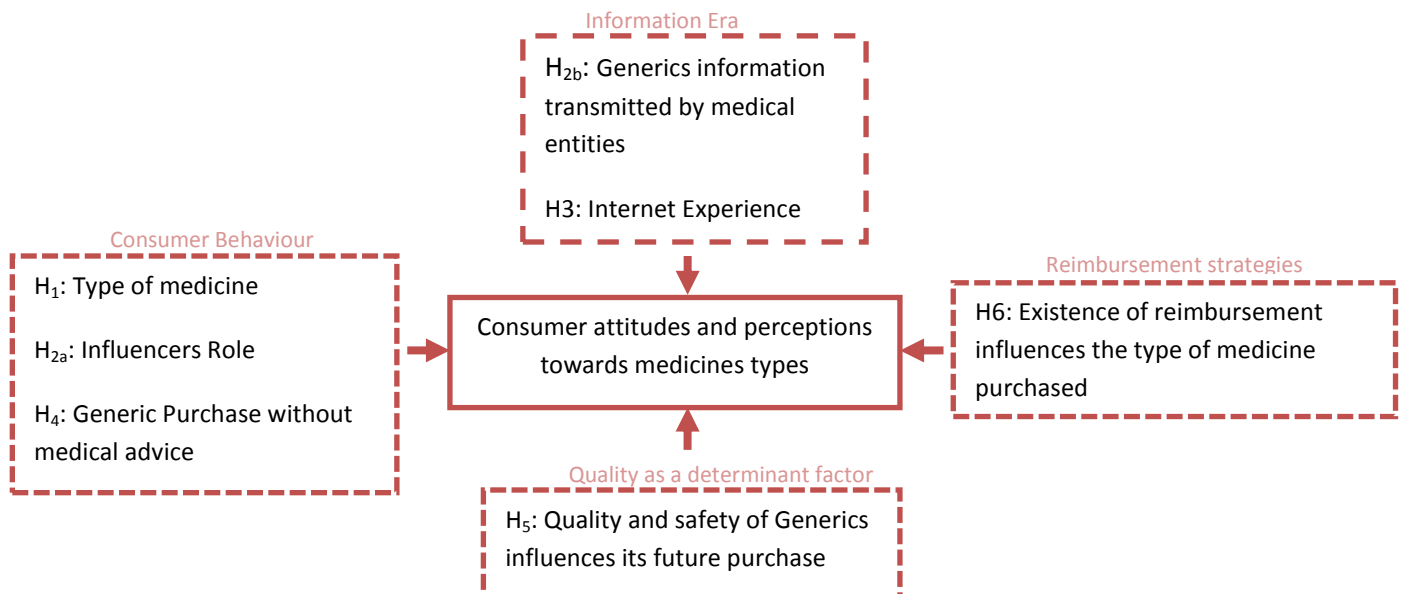 Information Era
H2b: Generics information
transmitted by medical
entities
H3: Internet Experience
Consumer Behaviour
H1: Type of medicine
H2a: Influencers Role
H4: Generic Purchase without
medical advice
Consumer attitudes and perceptions
towards medicines types
Reimbursement strategies
H6: Existence of reimbursement
influences the type of medicine
purchased
Quality as a determinant factor
H5: Quality and safety of Generics
influences its future purchase